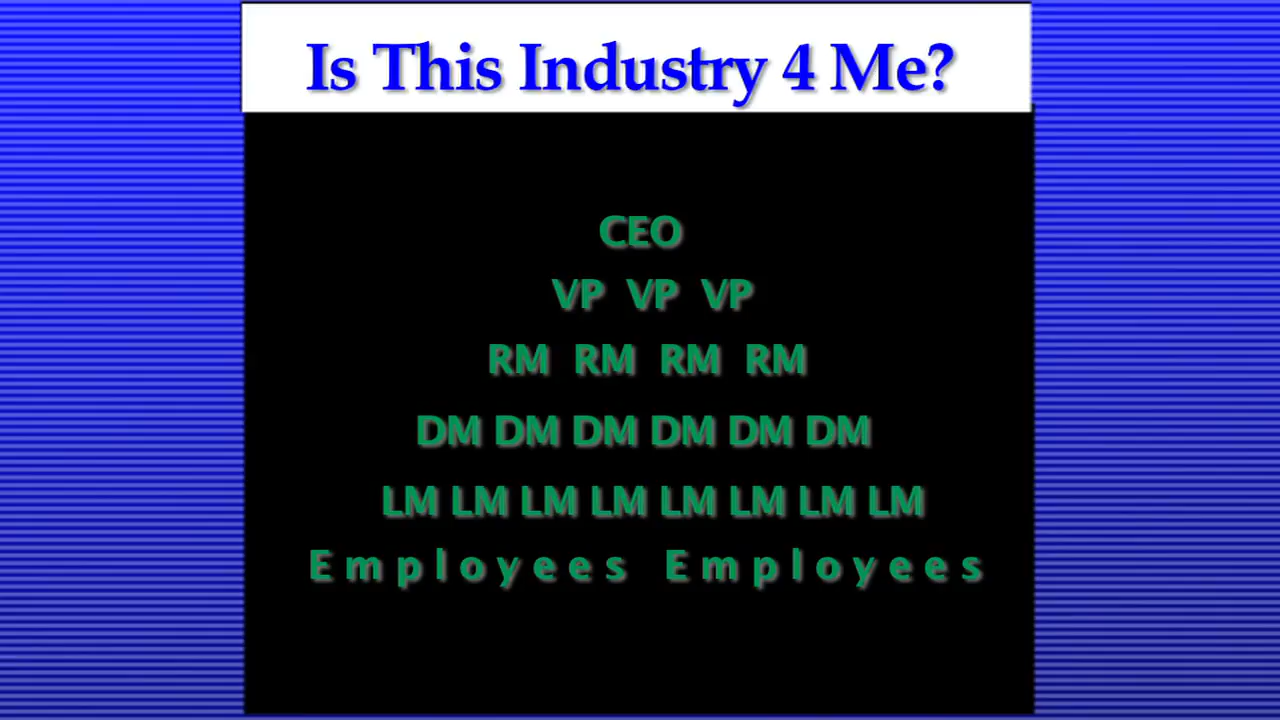 Is This Industry 4 Me?
CEO
VP VP VP
RM RM RM RM
DM DM DM DM DM DM
LM LM LM LM LM LM LM LM
Employees Employees